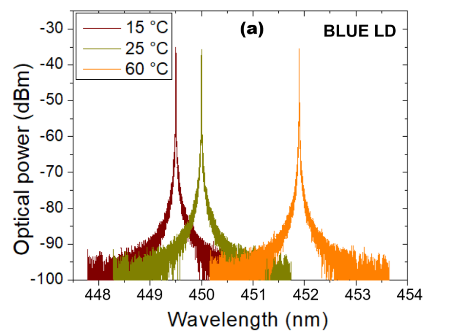 15 °C
25 °C
60 °C
(a)
BLUE LD
Optical power (dBm)
-30
-40
-50
-60
-70
-80
-90
-100
448 449 450 451 452 453 454
Wavelength (nm)